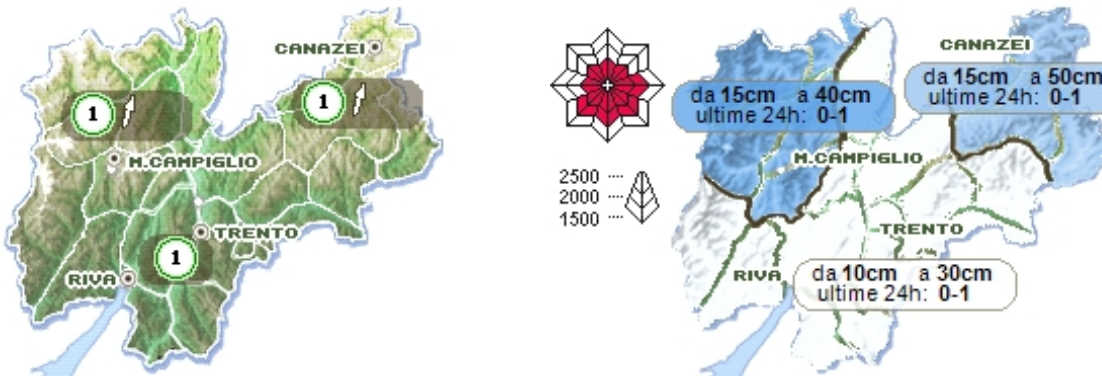 CANAZEI
1
1
M.CAMPIGLIO
TRENTO
1
RIVA
CANAZEI
da 15cm a 40cm
ultime 24h: 0-1
da 15cm a 50cm
ultime 24h: 0-1
M.CAMPIGLIO
2500
2000
1500
TRENTO
RIVA
da 10cm a 30cm
ultime 24h: 0-1